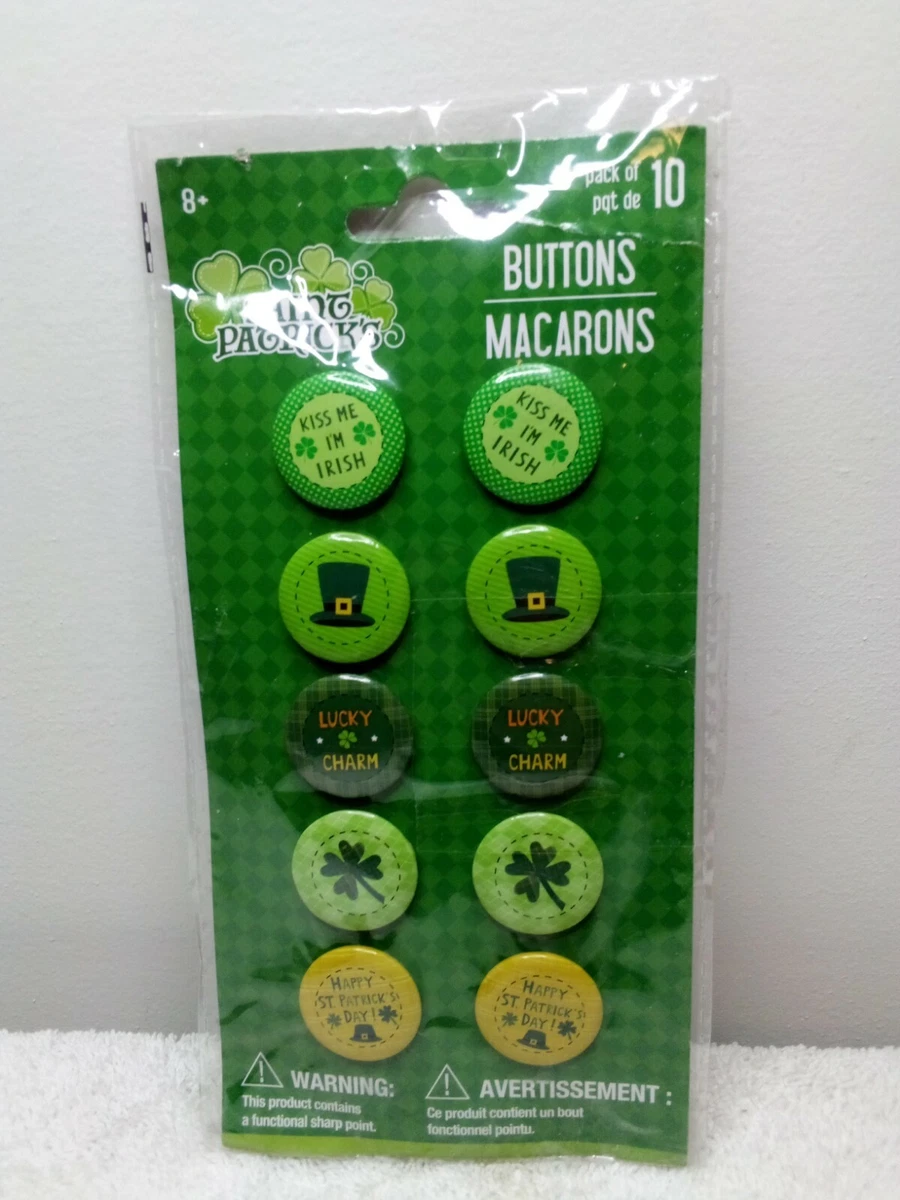 8+
pack of 10
pqt de
SAINT
PATRICK'S
BUTTONS
MACARONS
KISS ME
I'M
IRISH
KISS ME
I'M
IRISH
LUCKY
CHARM
LUCKY
CHARM
HAPPY
ST. PATRICK'S
DAY!
HAPPY
ST. PATRICK'S
DAY!
WARNING:
This product contains
a functional sharp point.
AVERTISSEMENT :
Ce produit contient un bout
fonctionnel pointu.